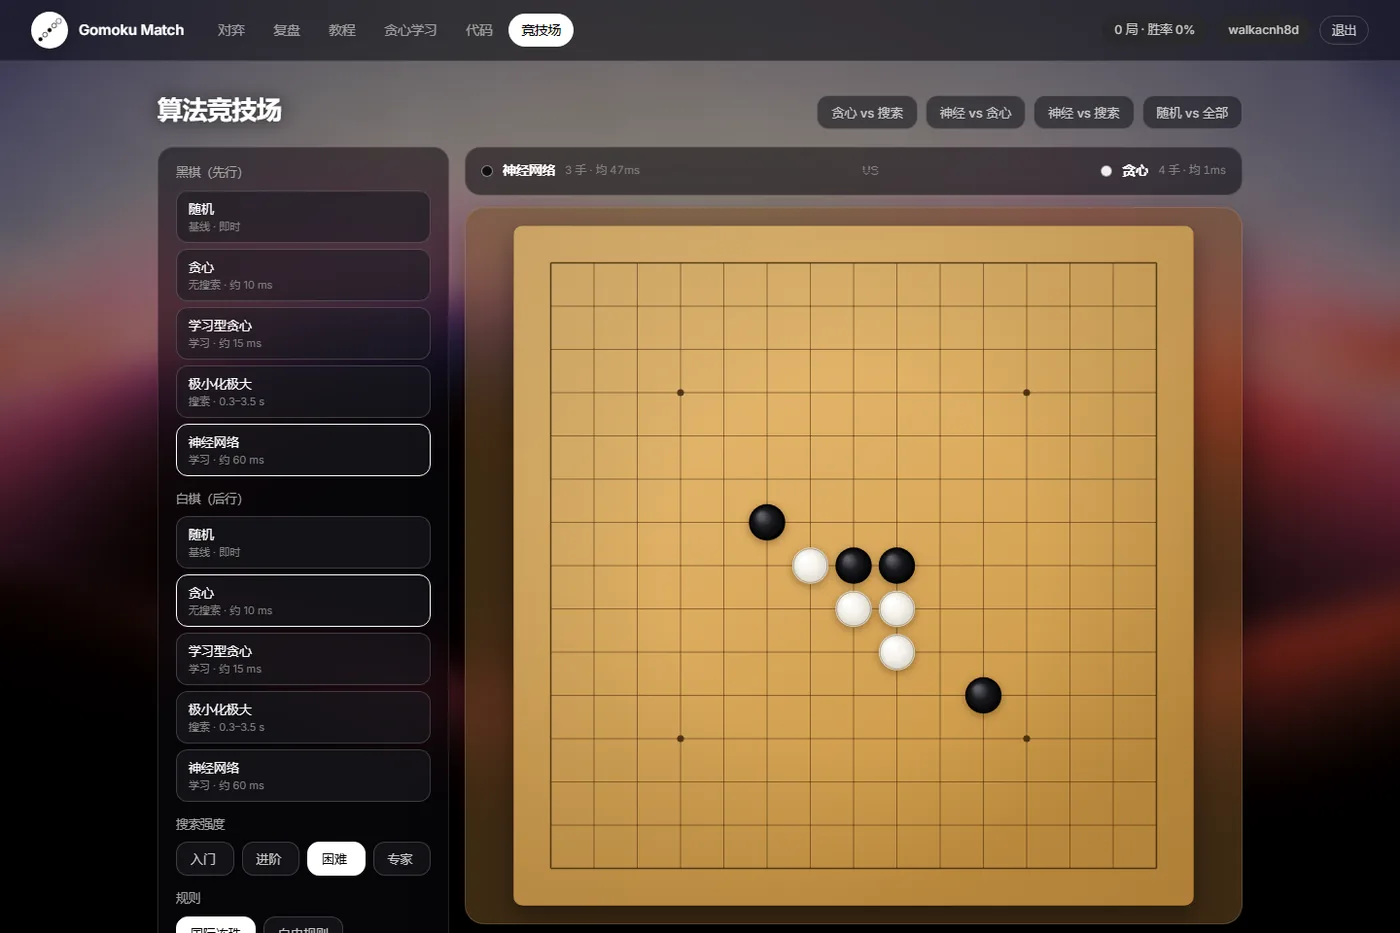 Gomoku Match
对弈
复盘
教程
贪心学习
代码
竞技场
0 局 · 胜率 0%
walkacnh8d
退出
算法竞技场
贪心 vs 搜索
神经 vs 贪心
神经 vs 搜索
随机 vs 全部
黑棋（先行）
随机
基线 · 即时
贪心
无搜索 · 约 10 ms
学习型贪心
学习 · 约 15 ms
极小化极大
搜索 · 0.3–3.5 s
神经网络
学习 · 约 60 ms
白棋（后行）
随机
基线 · 即时
贪心
无搜索 · 约 10 ms
学习型贪心
学习 · 约 15 ms
极小化极大
搜索 · 0.3–3.5 s
神经网络
学习 · 约 60 ms
搜索强度
入门
进阶
困难
专家
规则
国际连珠
自由规则
神经网络 3 手 · 均 47ms
VS
贪心 4 手 · 均 1ms